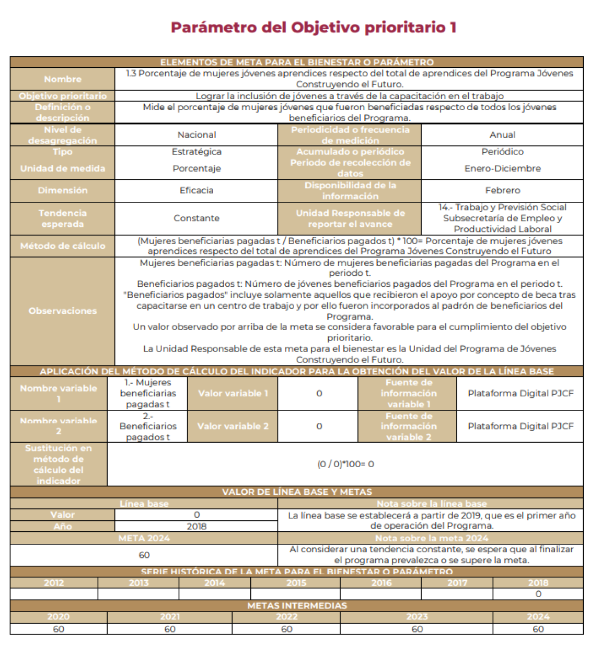 Parámetro del Objetivo prioritario 1
ELEMENTOS DE META PARA EL BIENESTAR O PARÁMETRO
Nombre
1.3 Porcentaje de mujeres jóvenes aprendices respecto del total de aprendices del Programa Jóvenes
Construyendo el Futuro.
Objetivo prioritario
Lograr la inclusión de jóvenes a través de la capacitación en el trabajo
Definición o
descripción
Mide el porcentaje de mujeres jóvenes que fueron beneficiadas respecto de todos los jóvenes
beneficiarios del Programa.
Nivel de
desagregación
Nacional
Periodicidad o frecuencia
de medición
Anual
Tipo
Estratégica
Acumulado o periódico
Periódico
Unidad de medida
Porcentaje
Periodo de recolección de
datos
Enero-Diciembre
Dimensión
Eficacia
Disponibilidad de la
información
Febrero
Tendencia
esperada
Constante
Unidad Responsable de
reportar el avance
14.- Trabajo y Previsión Social
Subsecretaría de Empleo y
Productividad Laboral
Método de cálculo
(Mujeres beneficiarias pagadas t / Beneficiarios pagados t) * 100= Porcentaje de mujeres jóvenes
aprendices respecto del total de aprendices del Programa Jóvenes Construyendo el Futuro
Observaciones
Mujeres beneficiarias pagadas t: Número de mujeres beneficiarias pagadas del Programa en el
periodo t.
Beneficiarios pagados t: Número de jóvenes beneficiarios pagados del Programa en el periodo t.
"Beneficiarios pagados" incluye solamente aquellos que recibieron el apoyo por concepto de beca tras
capacitarse en un centro de trabajo y por ello fueron incorporados al padrón de beneficiarios del
Programa.
Un valor observado por arriba de la meta se considera favorable para el cumplimiento del objetivo
prioritario.
La Unidad Responsable de esta meta para el bienestar es la Unidad del Programa de Jóvenes
Construyendo el Futuro.
APLICACIÓN DEL MÉTODO DE CÁLCULO DEL INDICADOR PARA LA OBTENCIÓN DEL VALOR DE LA LÍNEA BASE
Nombre variable
1
1.- Mujeres
beneficiarias
pagadas t
Valor variable 1
0
Fuente de
información
variable 1
Plataforma Digital PJCF
Nombre variable
2
2.-
Beneficiarios
pagados t
Valor variable 2
0
Fuente de
información
variable 2
Plataforma Digital PJCF
Sustitución en
método de
cálculo del
indicador
(0 / 0)*100= 0
VALOR DE LÍNEA BASE Y METAS
Línea base
Nota sobre la línea base
Valor
0
La línea base se establecerá a partir de 2019, que es el primer año
de operación del Programa.
Año
2018
META 2024
Nota sobre la meta 2024
60
Al considerar una tendencia constante, se espera que al finalizar
el programa prevalezca o se supere la meta.
SERIE HISTÓRICA DE LA META PARA EL BIENESTAR O PARÁMETRO
2012 2013 2014 2015 2016 2017 2018
0
METAS INTERMEDIAS
2020 2021 2022 2023 2024
60 60 60 60 60